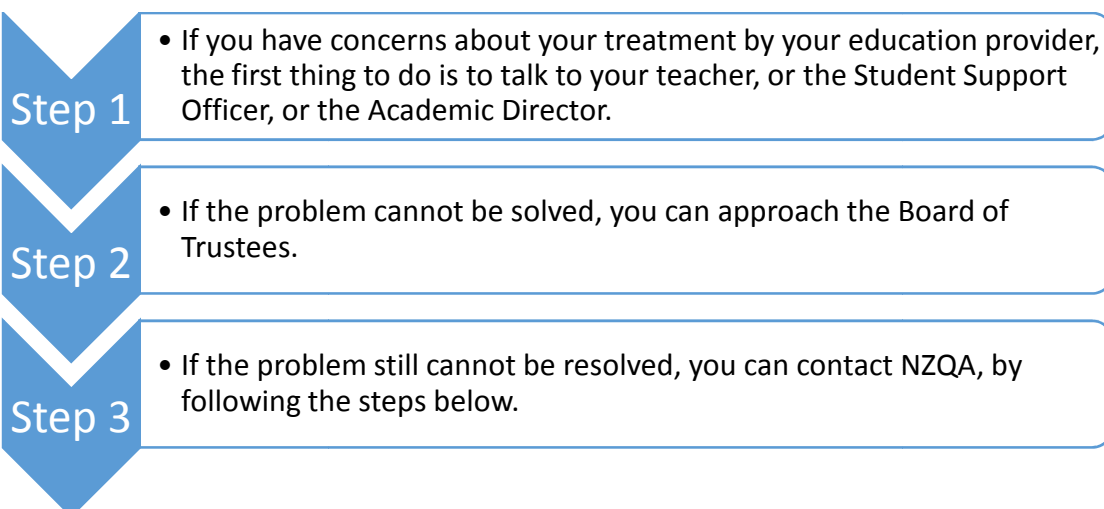 Step 1
• If you have concerns about your treatment by your education provider,
the first thing to do is to talk to your teacher, or the Student Support
Officer, or the Academic Director.
Step 2
• If the problem cannot be solved, you can approach the Board of
Trustees.
Step 3
• If the problem still cannot be resolved, you can contact NZQA, by
following the steps below.